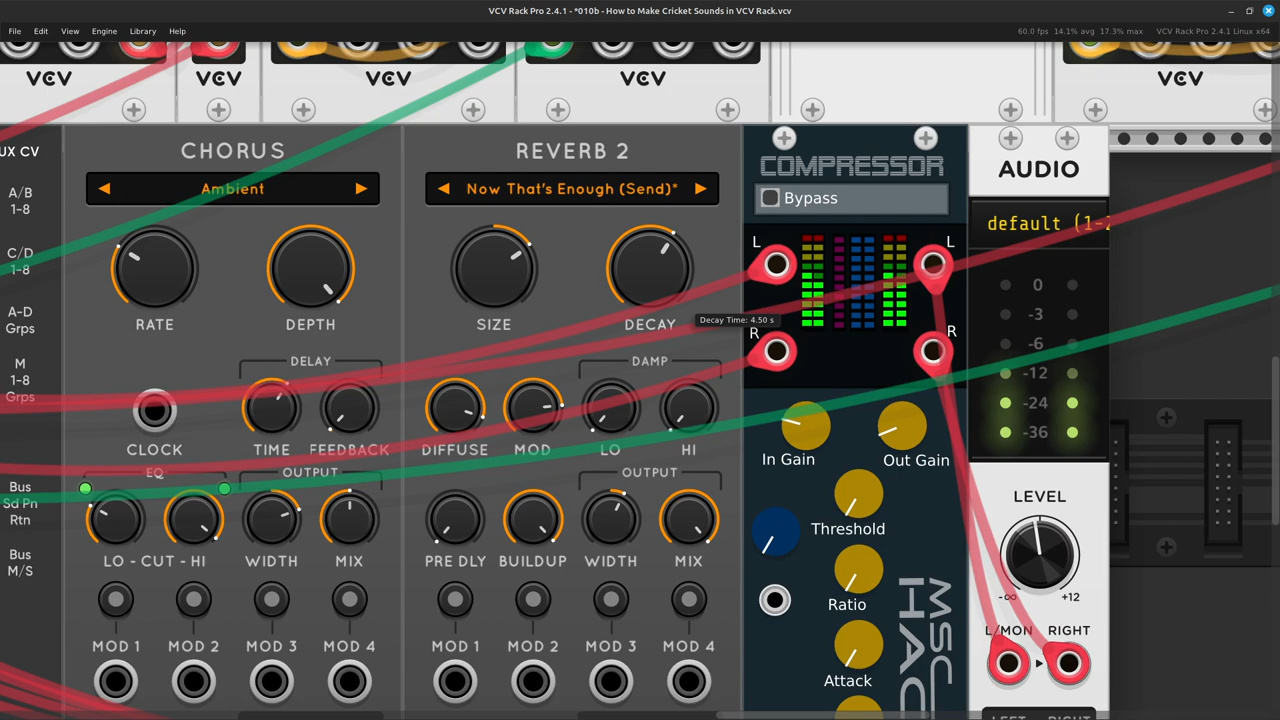 VCV Rack Pro 2.4.1 - *010b - How to Make Cricket Sounds in VCV Rack.vcv
File Edit View Engine Library Help
60.0 fps 14.1% avg 17.3% max VCV Rack Pro 2.4.1 Linux x64
VCV VCV VCV VCV VCV
UX CV
A/B
1-8
C/D
1-8
A-D
Grps
M
1-8
Grps
Bus
Sd Pn
Rtn
Bus
M/S
CHORUS
Ambient
RATE DEPTH
DELAY
CLOCK TIME FEEDBACK
EQ OUTPUT
LO - CUT - HI WIDTH MIX
MOD 1 MOD 2 MOD 3 MOD 4
REVERB 2
Now That's Enough (Send)*
SIZE DECAY
Decay Time: 4.50 s
DAMP
DIFFUSE MOD LO HI
OUTPUT
PRE DLY BUILDUP WIDTH MIX
MOD 1 MOD 2 MOD 3 MOD 4
COMPRESSOR
Bypass
L L
R R
In Gain Out Gain
Threshold
Ratio
Attack
MSC
HAC
AUDIO
default (1-2
0
-3
-6
-12
-24
-36
LEVEL
-∞ +12
L/MON RIGHT
LEFT RIGHT